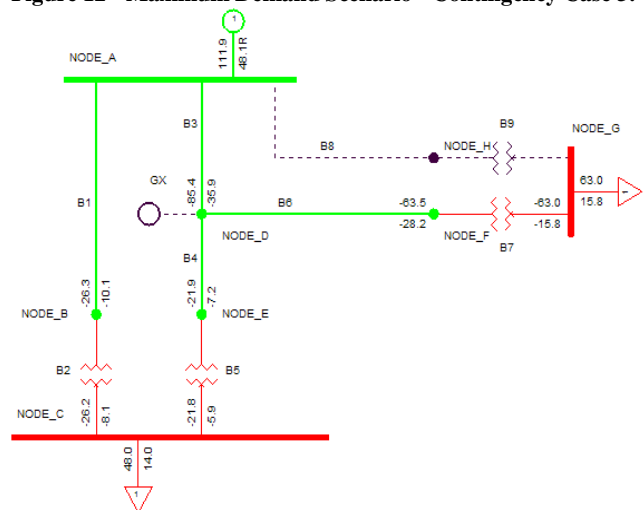 Figure 12 - Maximum Demand Scenario - Contingency Case 3.
1
111.9
48.1R
NODE_A
B9
NODE_G
B3
B8
NODE_H
GX
63.0
15.8
-85.4
-35.9
B6
-63.5
-28.2
-63.0
-15.8
B1
NODE_D
NODE_F
B7
B4
-26.3
-10.1
-21.9
-7.2
NODE_B
NODE_E
B2
B5
NODE_C
-26.2
-8.1
-21.8
-5.9
48.0
14.0
1